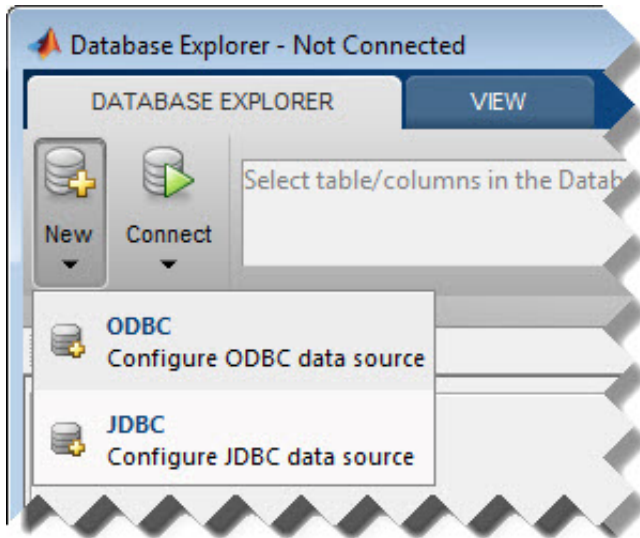 Database Explorer - Not Connected
DATABASE EXPLORER
VIEW
New
Connect
Select table/columns in the Datab
ODBC
Configure ODBC data source
JDBC
Configure JDBC data source